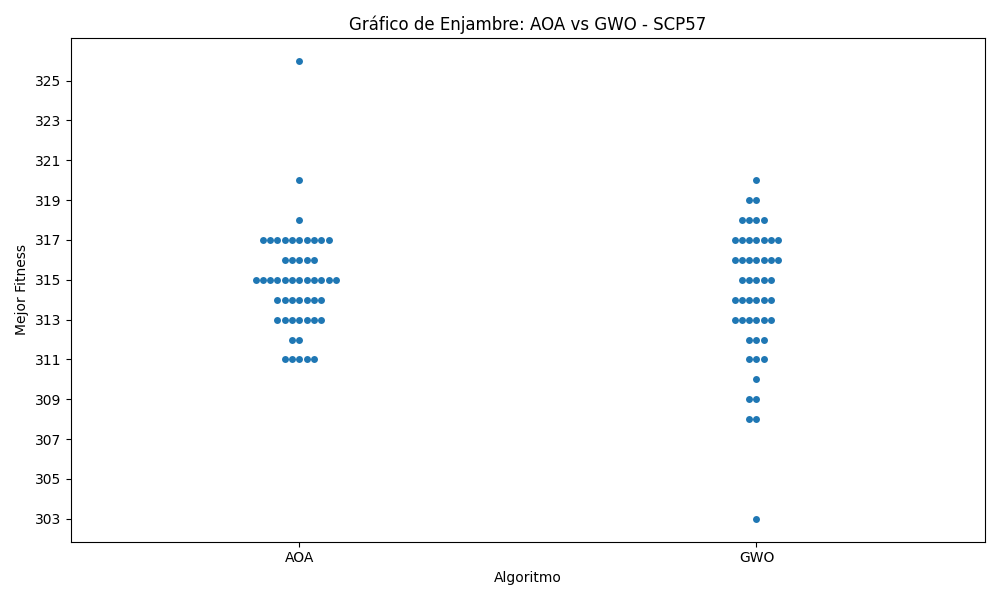 Gráfico de Enjambre: AOA vs GWO - SCP57
Mejor Fitness
325
323
321
319
317
315
313
311
309
307
305
303
AOA
GWO
Algoritmo